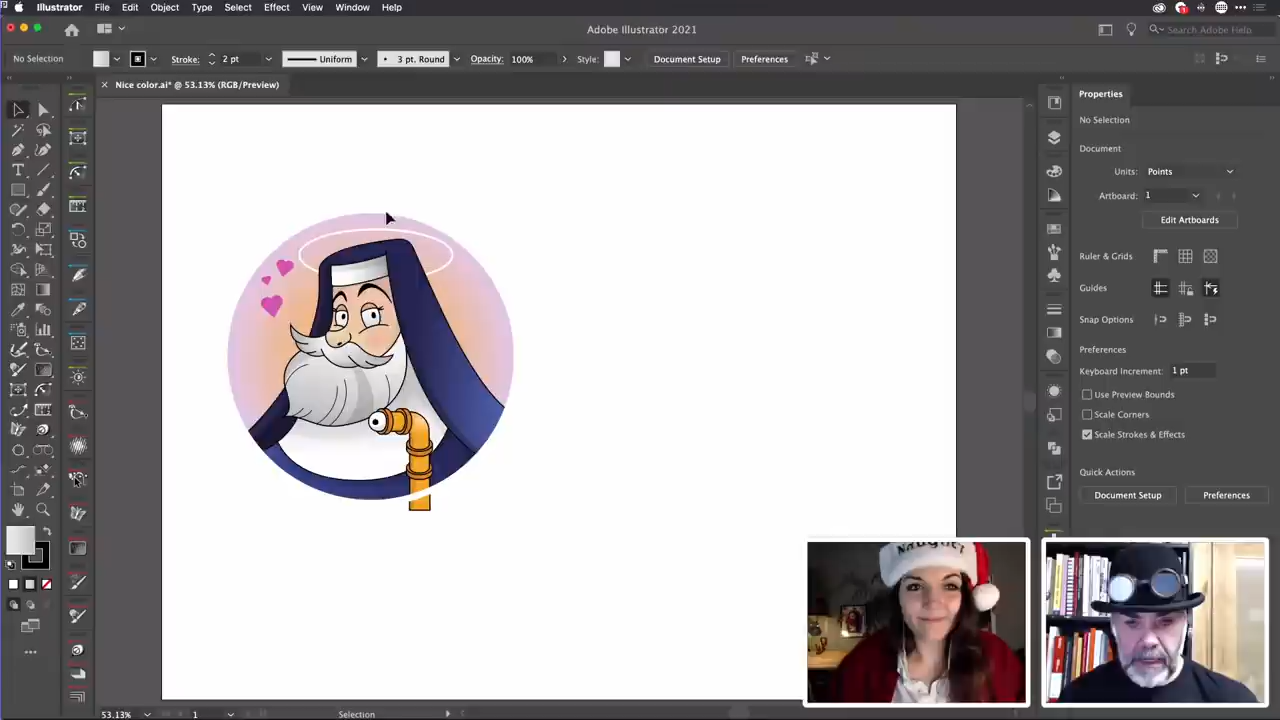 Illustrator File Edit Object Type Select Effect View Window Help
Adobe Illustrator 2021
Search Adobe Help
No Selection Stroke: 2 pt Uniform 3 pt. Round Opacity: 100% Style: Document Setup Preferences
Nice color.ai* @ 53.13% (RGB/Preview)
Properties
No Selection
Document
Units: Points
Artboard: 1
Edit Artboards
Ruler & Grids
Guides
Snap Options
Preferences
Keyboard Increment: 1 pt
Use Preview Bounds
Scale Corners
Scale Strokes & Effects
Quick Actions
Document Setup Preferences
53.13% 1 Selection